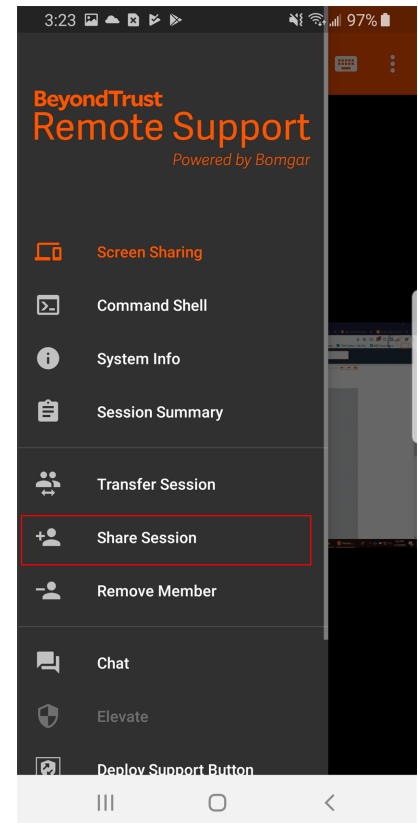 3:23
97%
BeyondTrust
Remote Support
Powered by Bomgar
Screen Sharing
Command Shell
System Info
Session Summary
Transfer Session
Share Session
Remove Member
Chat
Elevate
Deploy Support Button